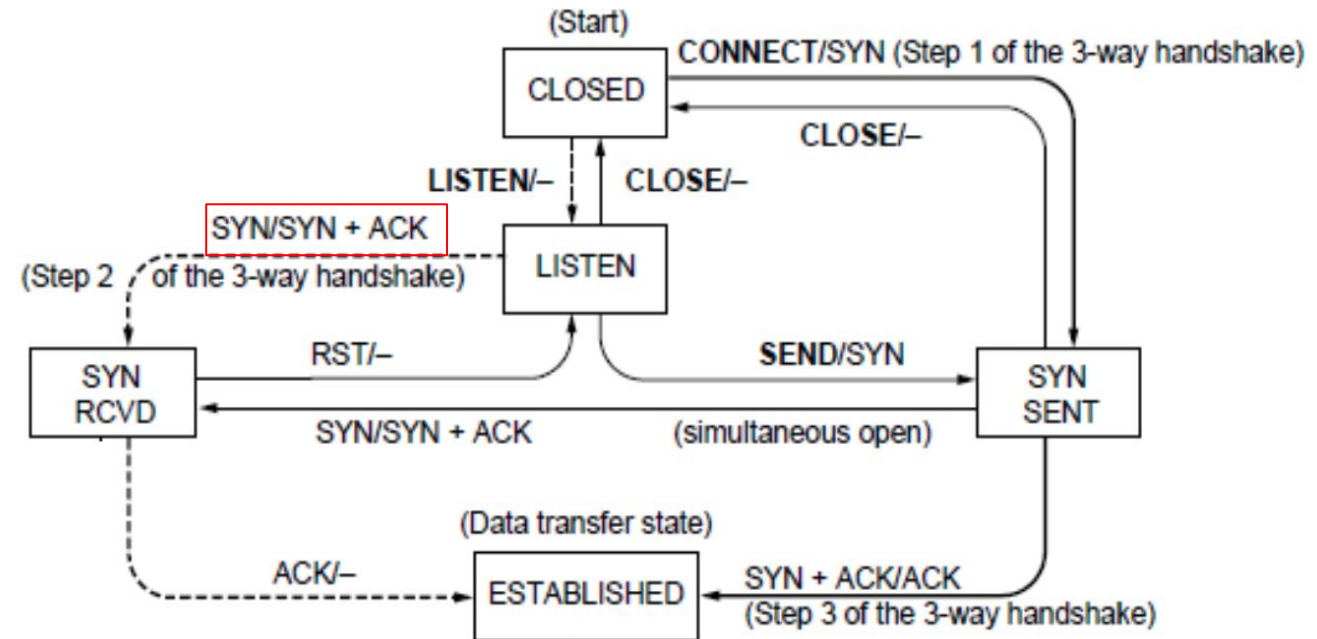 (Start)
CLOSED
CONNECT/SYN (Step 1 of the 3-way handshake)
CLOSE/–
LISTEN/–
CLOSE/–
SYN/SYN + ACK
(Step 2 of the 3-way handshake)
LISTEN
RST/–
SEND/SYN
SYN
RCVD
SYN
SENT
SYN/SYN + ACK
(simultaneous open)
(Data transfer state)
ACK/–
ESTABLISHED
SYN + ACK/ACK
(Step 3 of the 3-way handshake)